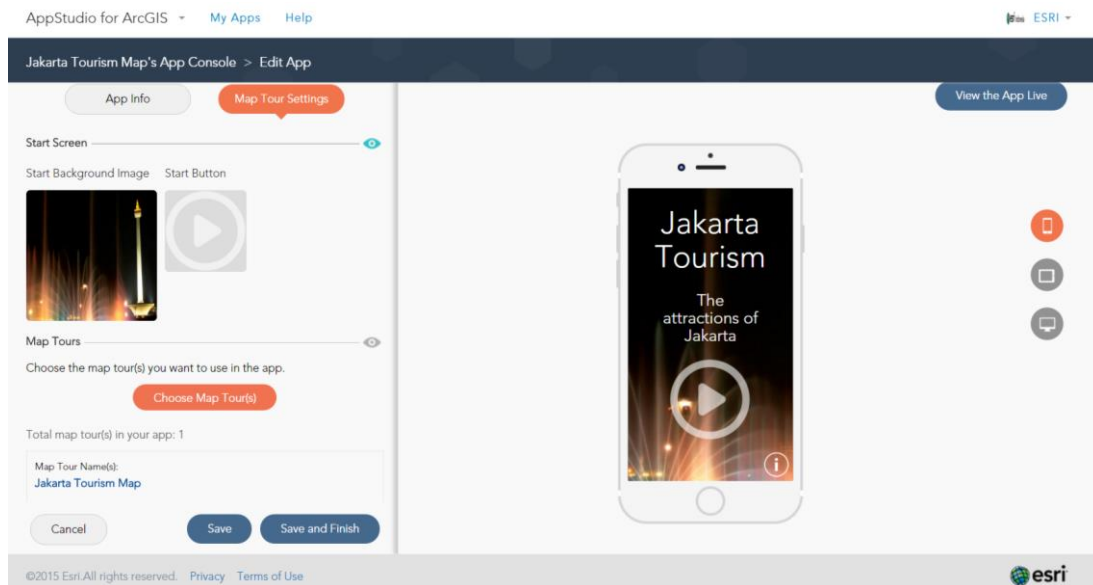 AppStudio for ArcGIS My Apps Help ESRI
Jakarta Tourism Map's App Console > Edit App
App Info Map Tour Settings
View the App Live
Start Screen
Start Background Image Start Button
Jakarta
Tourism
The
attractions of
Jakarta
Map Tours
Choose the map tour(s) you want to use in the app.
Choose Map Tour(s)
Total map tour(s) in your app: 1
Map Tour Name(s):
Jakarta Tourism Map
Cancel Save Save and Finish
©2015 Esri.All rights reserved. Privacy Terms of Use
esri